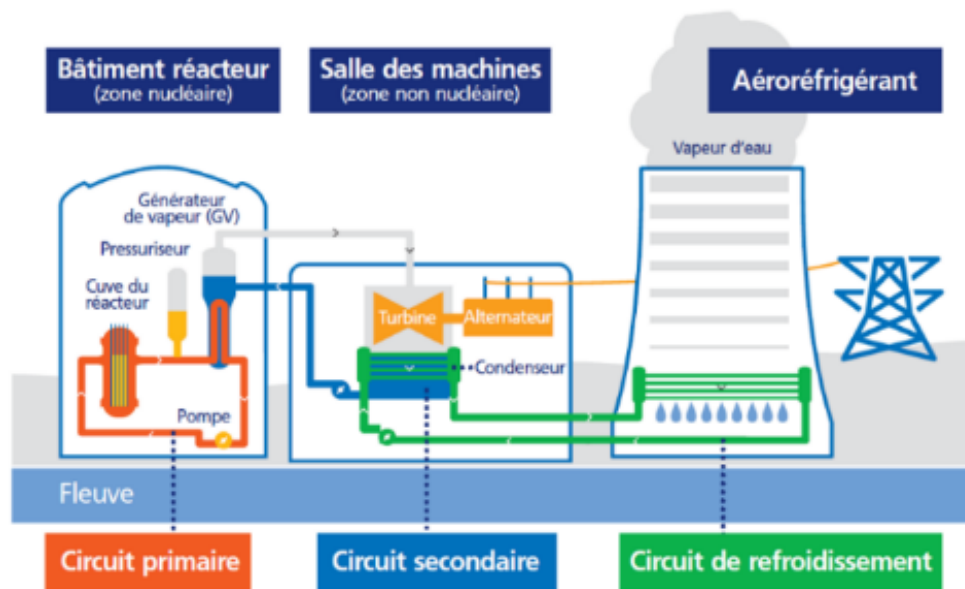 Bâtiment réacteur
(zone nucléaire)
Salle des machines
(zone non nucléaire)
Aéroréfrigérant
Vapeur d'eau
Générateur
de vapeur (GV)
Pressuriseur
Cuve du
réacteur
Turbine
Alternateur
Condenseur
Pompe
Fleuve
Circuit primaire
Circuit secondaire
Circuit de refroidissement